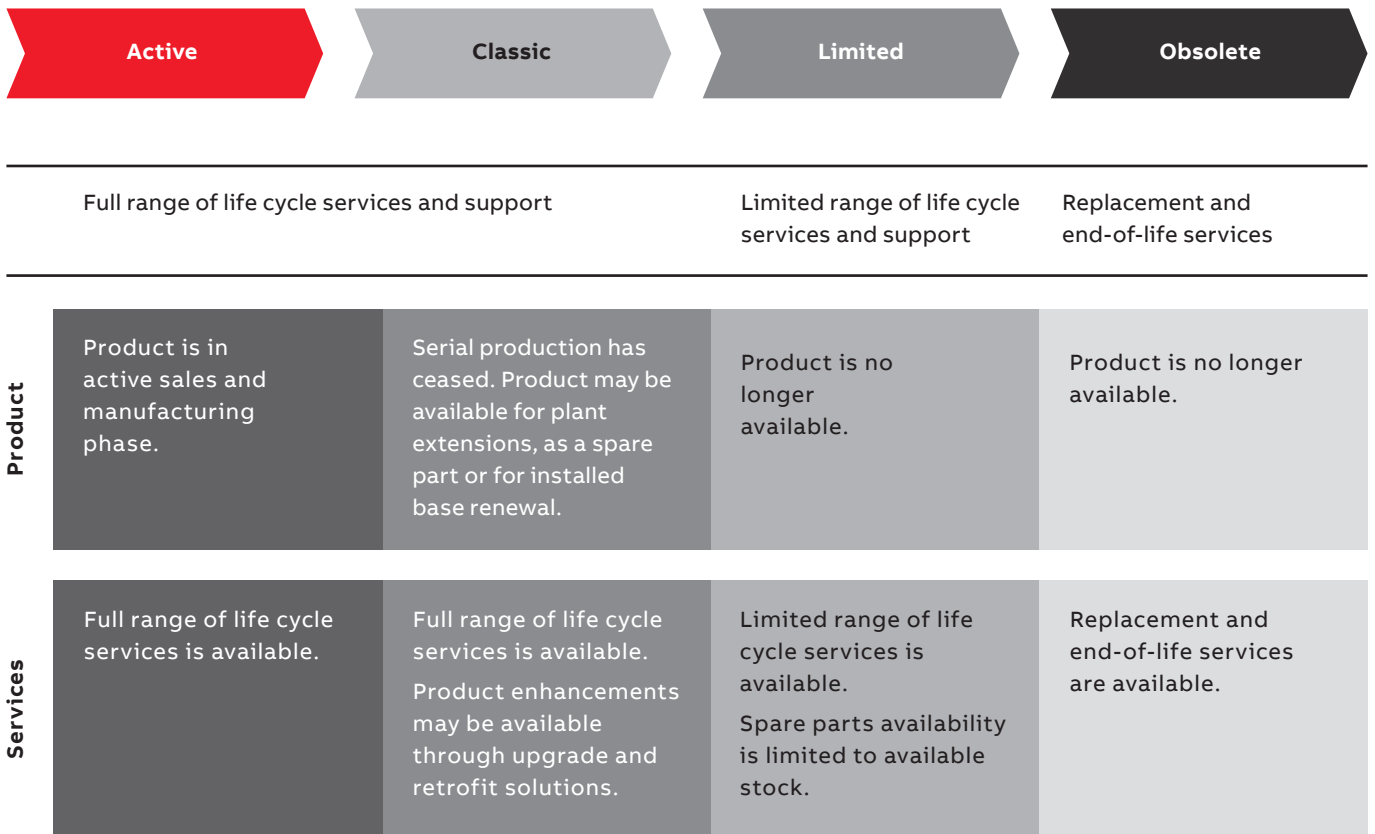 Active
Classic
Limited
Obsolete
Full range of life cycle services and support
Limited range of life cycle
services and support
Replacement and
end-of-life services
Product
Product is in
active sales and
manufacturing
phase.
Serial production has
ceased. Product may be
available for plant
extensions, as a spare
part or for installed
base renewal.
Product is no
longer
available.
Product is no longer
available.
Services
Full range of life cycle
services is available.
Full range of life cycle
services is available.
Product enhancements
may be available
through upgrade and
retrofit solutions.
Limited range of life
cycle services is
available.
Spare parts availability
is limited to available
stock.
Replacement and
end-of-life services
are available.